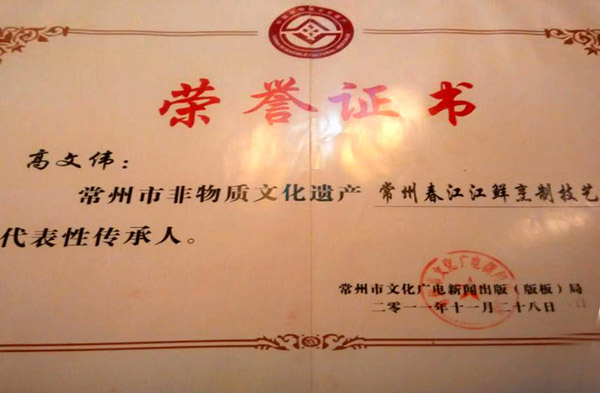 荣誉证书
高文伟：
常州市非物质文化遗产 常州春江江鲜烹制技艺
代表性传承人。
常州市文化广电新闻出版（版板）局
二零一一年十一月二十八日